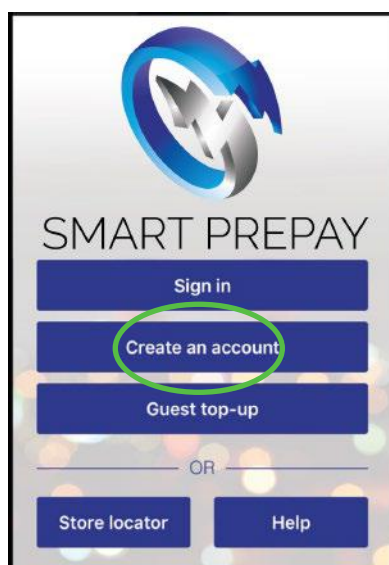 SMART PREPAY
Sign in
Create an account
Guest top-up
OR
Store locator
Help